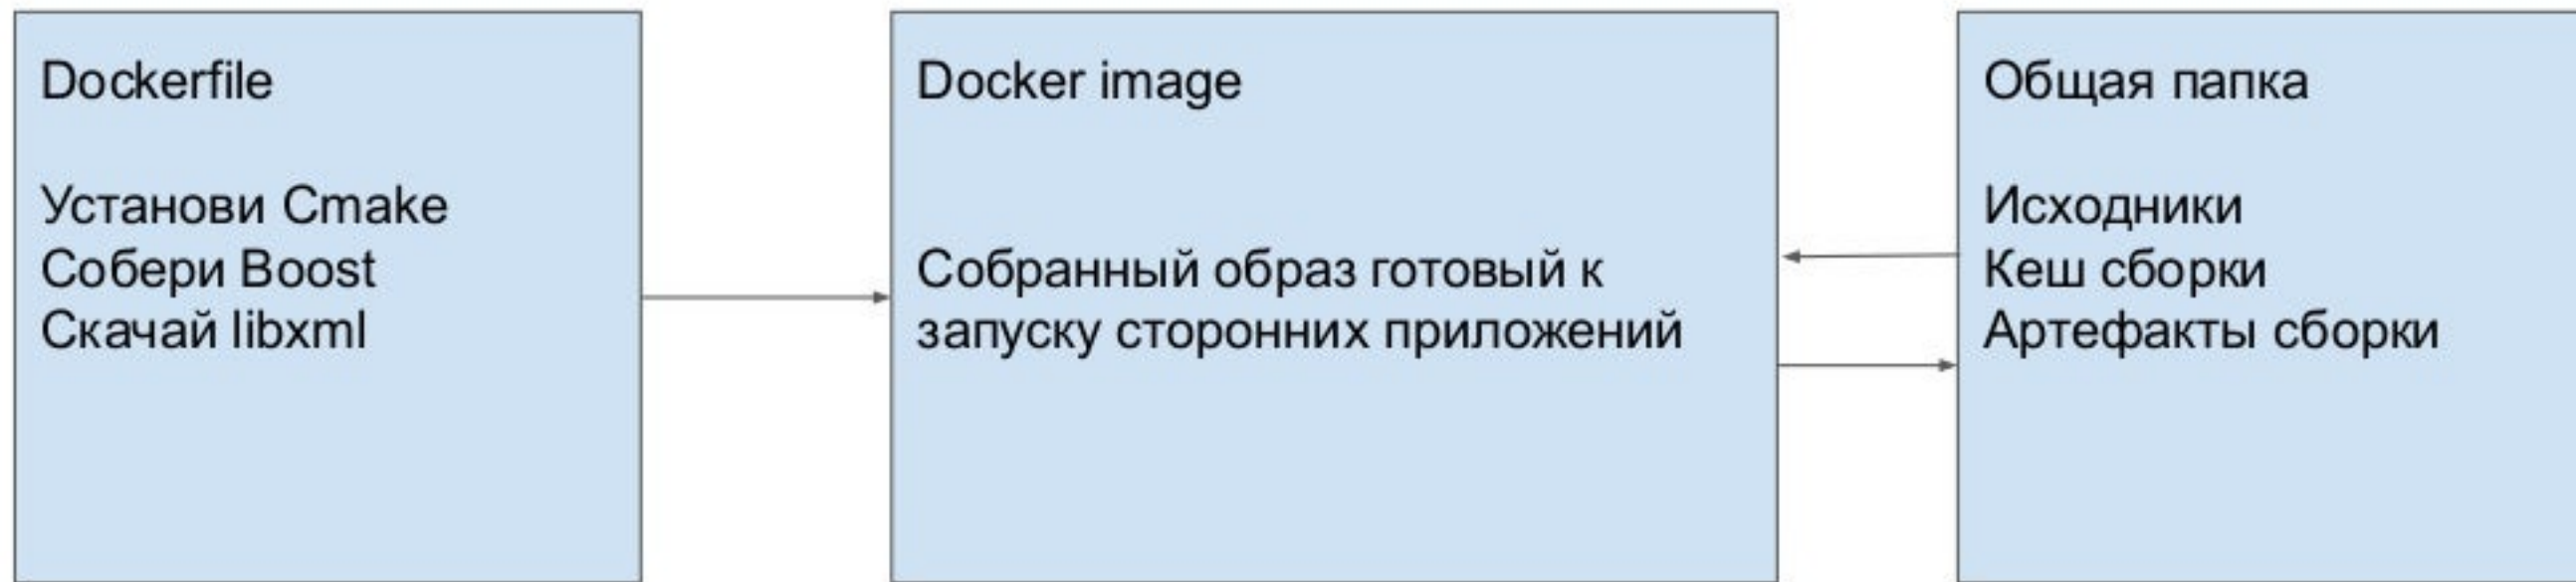 Dockerfile
Установи Cmake
Собери Boost
Скачай libxml
Docker image
Собранный образ готовый к
запуску сторонних приложений
Общая папка
Исходники
Кеш сборки
Артефакты сборки